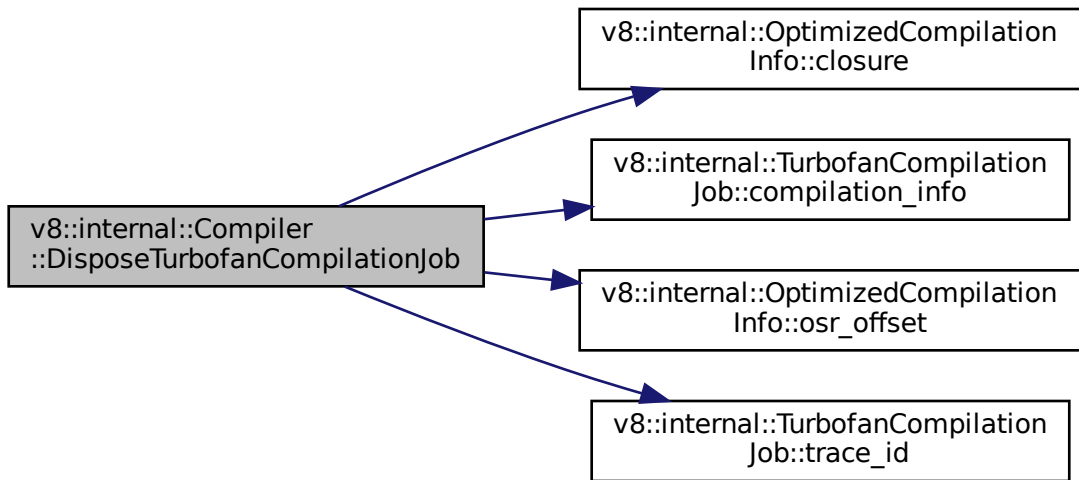 v8::internal::OptimizedCompilation
Info::closure
v8::internal::TurbofanCompilation
Job::compilation_info
v8::internal::Compiler
::DisposeTurbofanCompilationJob
v8::internal::OptimizedCompilation
Info::osr_offset
v8::internal::TurbofanCompilation
Job::trace_id